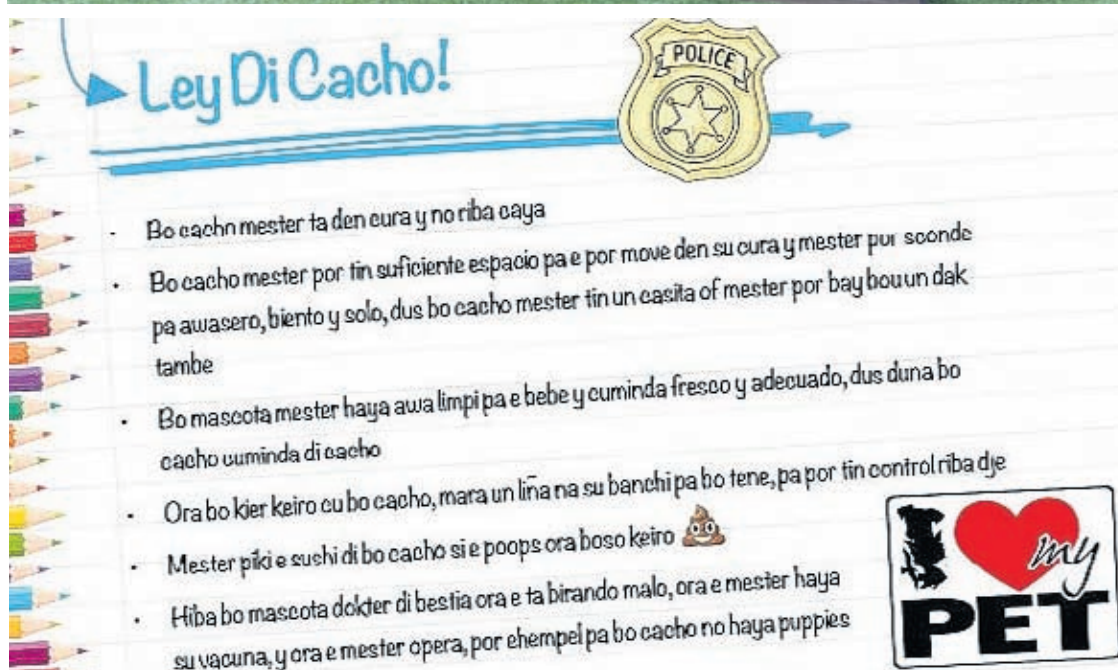 Ley Di Cacho!
POLICE
- Bo cacho mester ta den cura y no riba caya
• Bo cacho mester por tin suficiente espacio pa e por move den su cura y mester por sconde
pa awasero, biento y solo, dus bo cacho mester tin un casita of mester por bay bou un dak
tambe
• Bo mascota mester haya awa limpi pa e bebe y cuminda fresco y adecuado, dus duna bo
cacho cuminda di cacho
• Ora bo kier keiro cu bo cacho, mara un liña na su banchi pa bo tene, pa por tin control riba dje
• Mester piki e sushi di bo cacho si e poops ora boso keiro 💩
• Hiba bo mascota dokter di bestia ora e ta birando malo, ora e mester haya
su vacuna, y ora e mester opera, por ehempel pa bo cacho no haya puppies
I my
PET